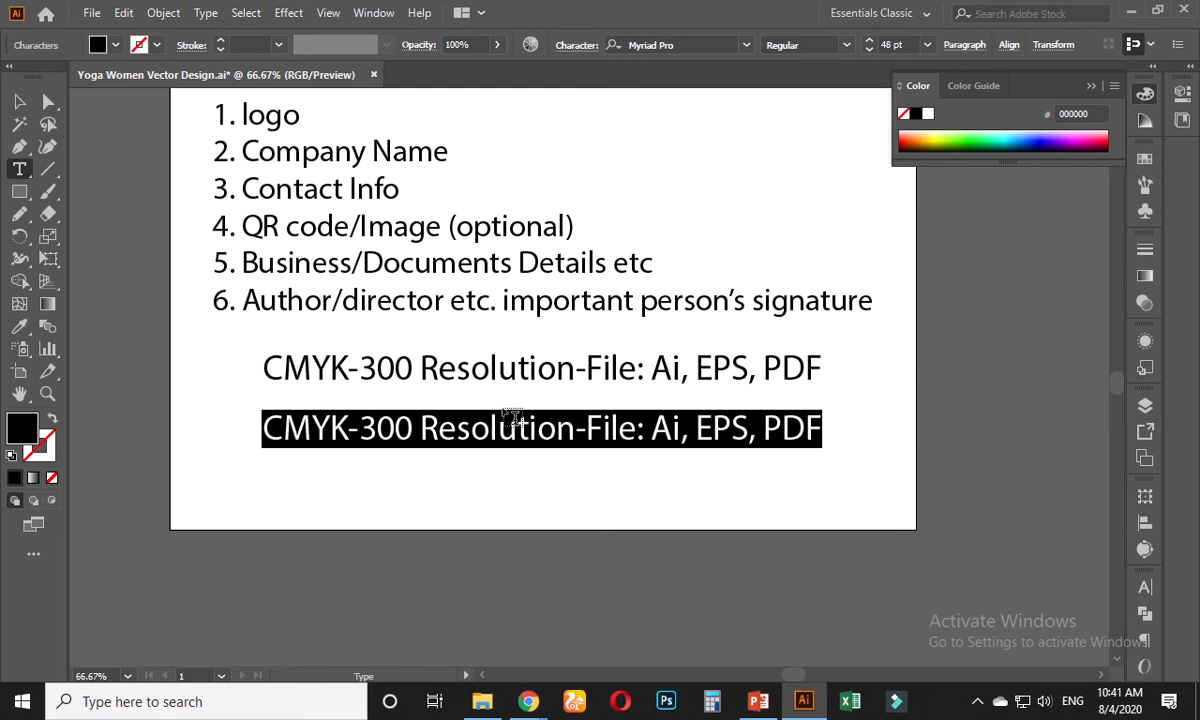 File Edit Object Type Select Effect View Window Help
Essentials Classic
Search Adobe Stock
Characters Stroke: Opacity: 100% Character: Myriad Pro Regular 48 pt Paragraph Align Transform
Yoga Women Vector Design.ai* @ 66.67% (RGB/Preview)
Color Color Guide
# 000000
1. logo
2. Company Name
3. Contact Info
4. QR code/Image (optional)
5. Business/Documents Details etc
6. Author/director etc. important person’s signature
CMYK-300 Resolution-File: Ai, EPS, PDF
CMYK-300 Resolution-File: Ai, EPS, PDF
Activate Windows
Go to Settings to activate Windows.
66.67% 1 Type
Type here to search
ENG
10:41 AM
8/4/2020